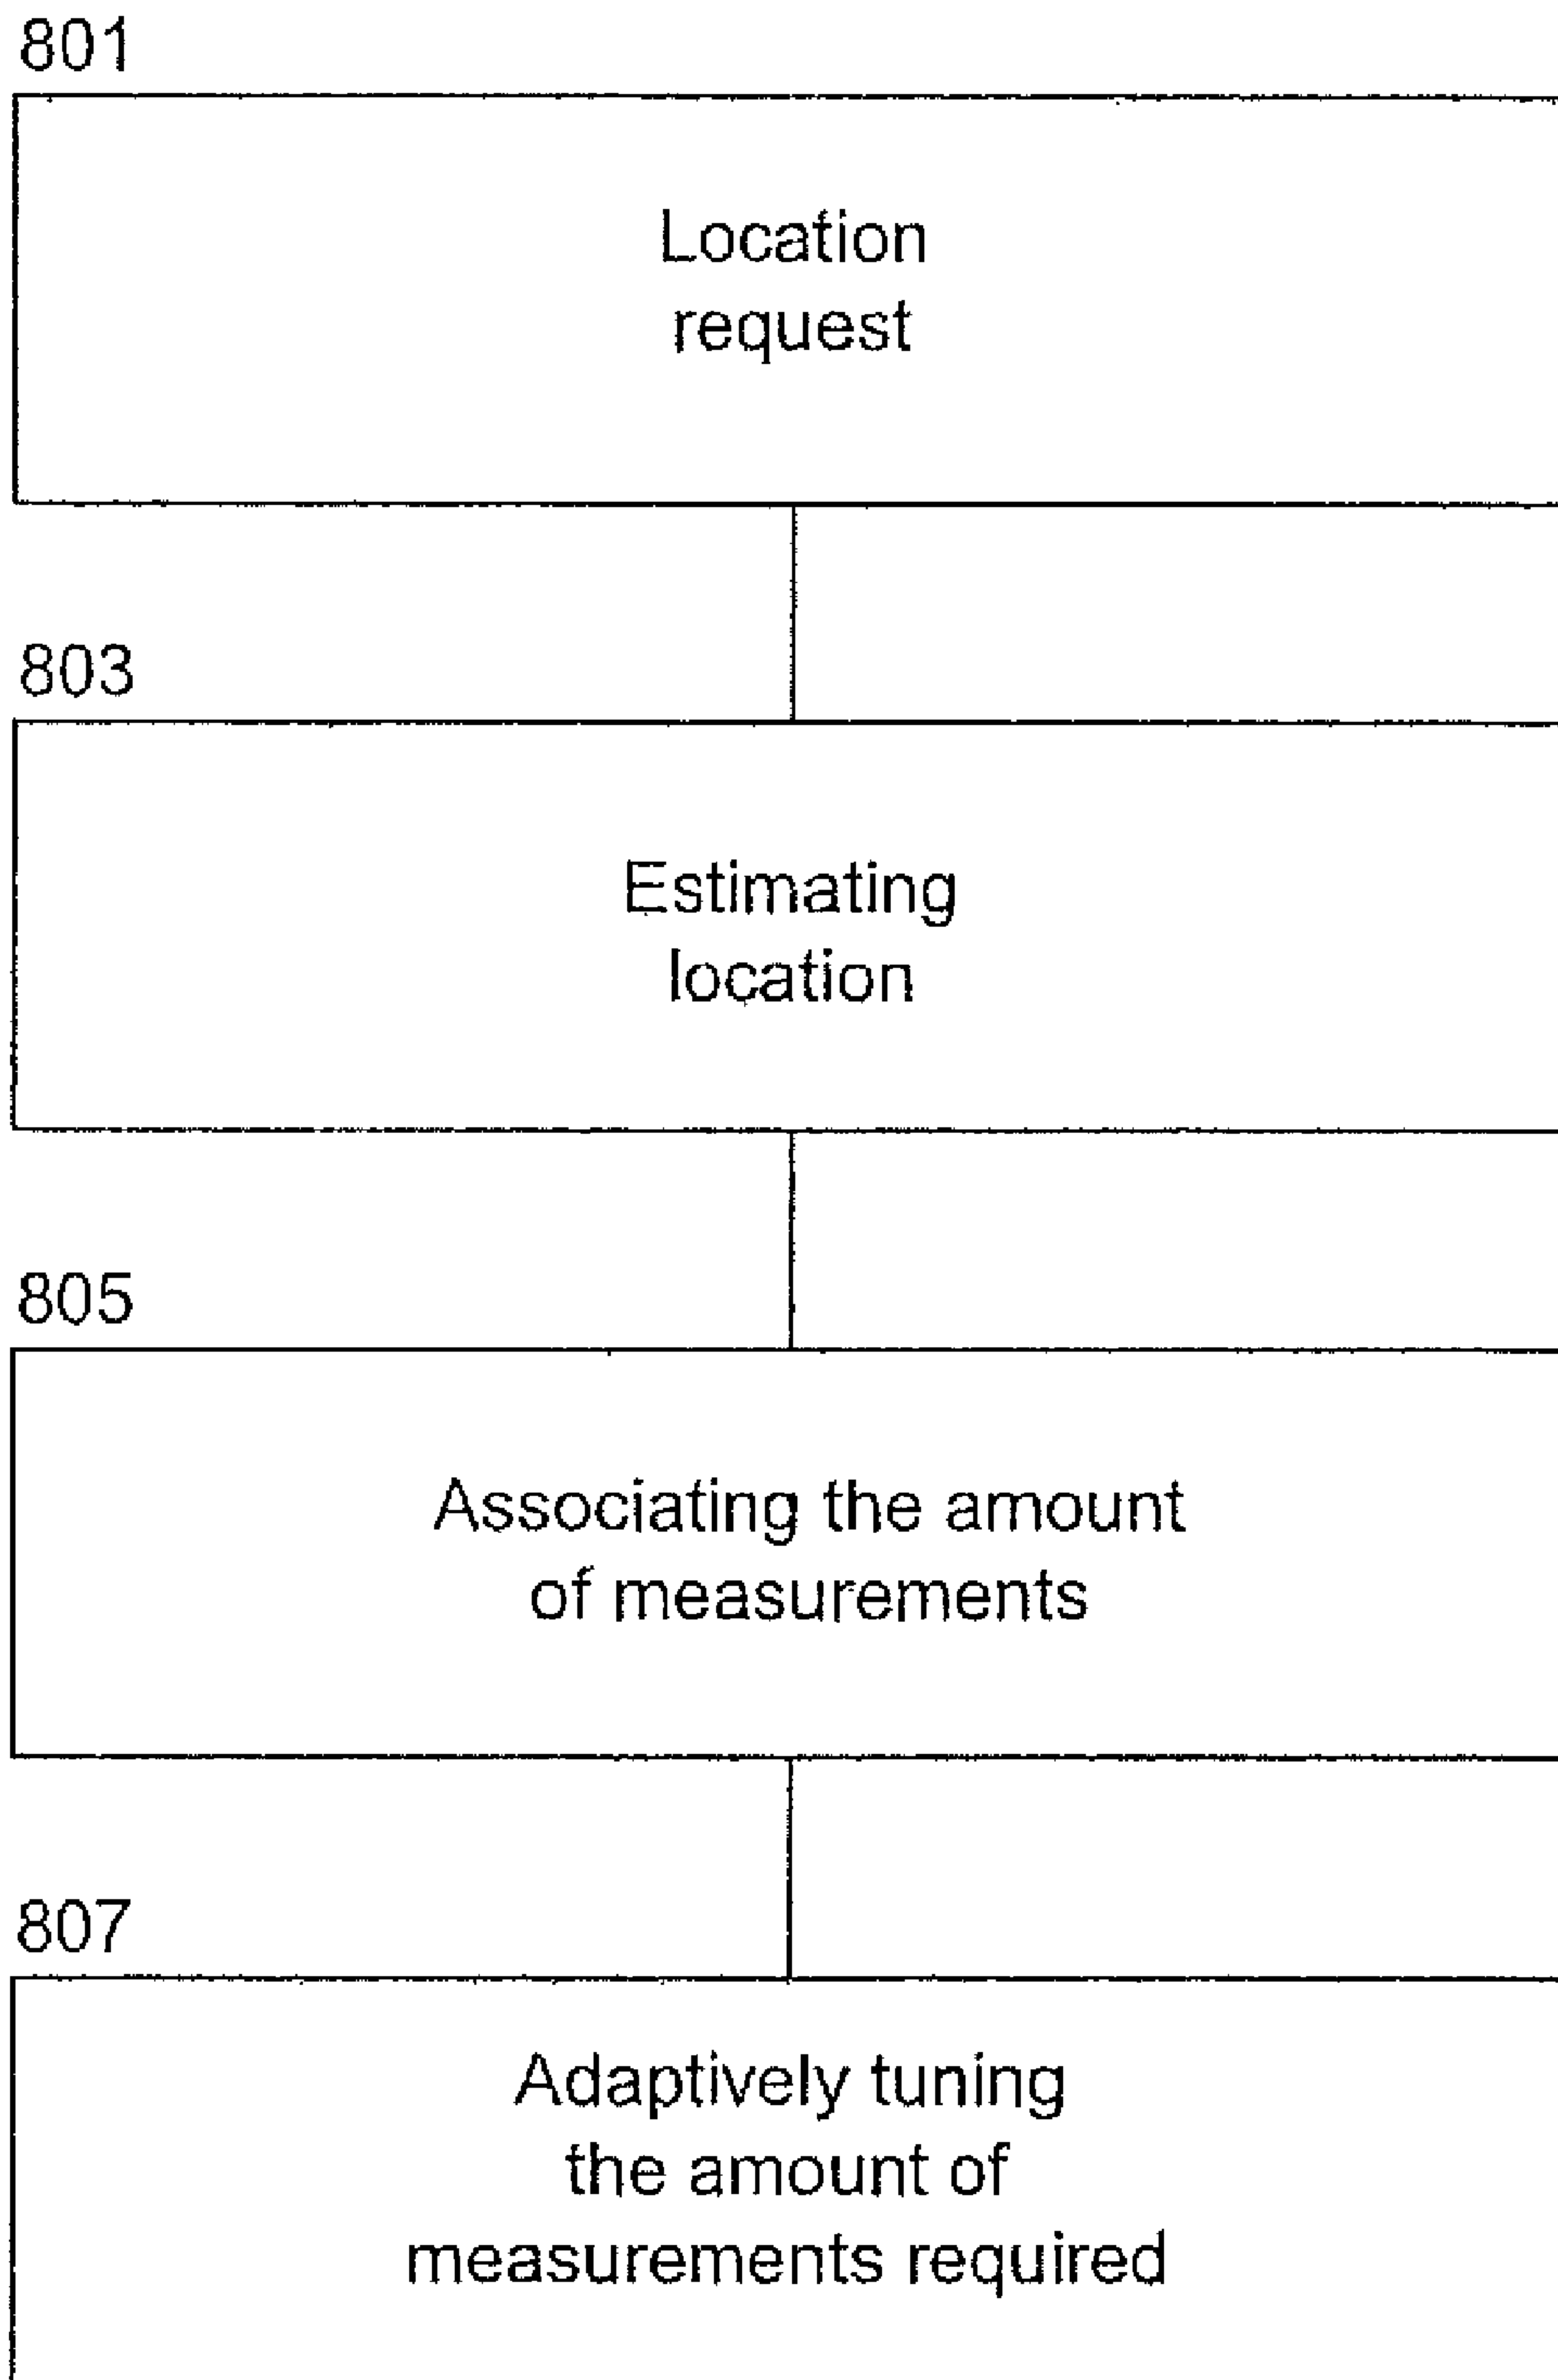 801
Location
request
803
Estimating
location
805
Associating the amount
of measurements
807
Adaptively tuning
the amount of
measurements required